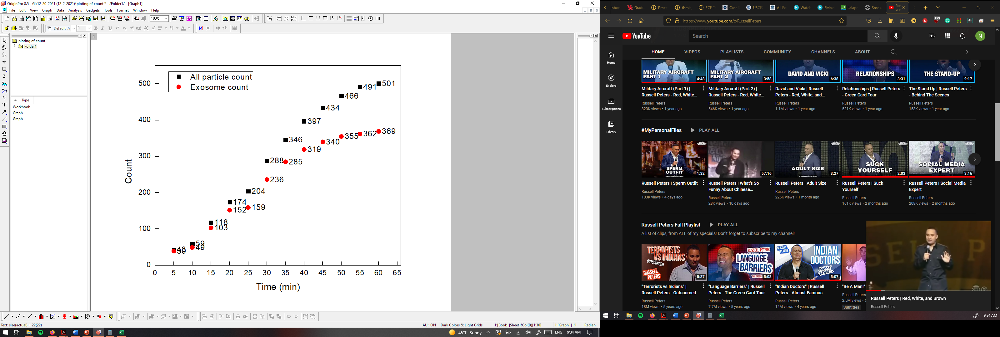 OriginPro 8.5 - G:\12-20-2021 (12-2-2021)\ploting of count * - /Folder1/ - [Graph1]
File Edit View Graph Data Analysis Gadgets Tools Format Window Help
100%
Default: A 0 B I U
ploting of count
Folder1
Type
Workbook
Graph
Graph
1
All particle count
Exosome count
Count
500
400
300
200
100
0
43
59
118
174
204
288
346
397
434
466
491
501
39
49
103
152
159
236
285
319
340
355
362
369
0 5 10 15 20 25 30 35 40 45 50 55 60 65
Time (min)
Text: size(actual) = 22(22)
AU : ON Dark Colors & Light Grids 1:[Book1]Sheet1!Col(B)[1:30] 1:[Graph1]1!1 Radian
45°F Sunny ENG 9:34 AM
Inbox Gradu Proce thesis ECE T Case USCIS All Fo Watch FMov Jalape Smok
https://www.youtube.com/c/RussellPeters
159
YouTube
Search
N
Home
Explore
Subscriptions
Library
HOME VIDEOS PLAYLISTS COMMUNITY CHANNELS ABOUT
MILITARY AIRCRAFT PART 1 4:48
MILITARY AIRCRAFT PART 2 3:58
DAVID AND VICKI 6:38
RELATIONSHIPS 3:31
THE STAND-UP 9:17
Military Aircraft (Part 1) |
Russell Peters - Red, White...
Russell Peters
823K views • 1 year ago
Military Aircraft (Part 2) |
Russell Peters - Red, White...
Russell Peters
546K views • 1 year ago
David and Vicki | Russell
Peters - Red, White, and...
Russell Peters
1.1M views • 1 year ago
Relationships | Russell Peters
- Green Card Tour
Russell Peters
521K views • 1 year ago
The Stand Up | Russell Peters
- Behind The Scenes
Russell Peters
153K views • 1 year ago
#MyPersonalFiles PLAY ALL
SPERM OUTFIT 1:32
57:16
ADULT SIZE 3:27
SUCK YOURSELF 2:03
SOCIAL MEDIA EXPERT 3:16
Russell Peters | Sperm Outfit
Russell Peters
103K views • 4 days ago
Russell Peters | What's So
Funny About Chinese...
Russell Peters
28K views • 10 days ago
Russell Peters | Adult Size
Russell Peters
226K views • 1 month ago
Russell Peters | Suck
Yourself
Russell Peters
161K views • 2 months ago
Russell Peters | Social Media
Expert
Russell Peters
208K views • 2 months ago
Russell Peters Full Playlist PLAY ALL
A list of clips, from ALL of my specials! Don't forget to subscribe to my channel!
TERRORISTS VS INDIANS
OUTSOURCED
RUSSELL PETERS
5:37
RUSSELL PETERS
LANGUAGE BARRIERS
5:03
RUSSELL PETERS
INDIAN DOCTORS
5:07
"Terrorists vs Indians" |
Russell Peters - Outsourced
Russell Peters
18M views • 5 years ago
"Language Barriers" | Russell
Peters - The Green Card Tour
Russell Peters
7.7M views • 5 years ago
"Indian Doctors" | Russell
Peters - Almost Famous
Russell Peters
14M views • 4 years ago
"Be A Man!"
Russell Peters
2.5M views •
Subtitles
Russell Peters | Red, White, and Brown
Russell Peters
9:34 AM